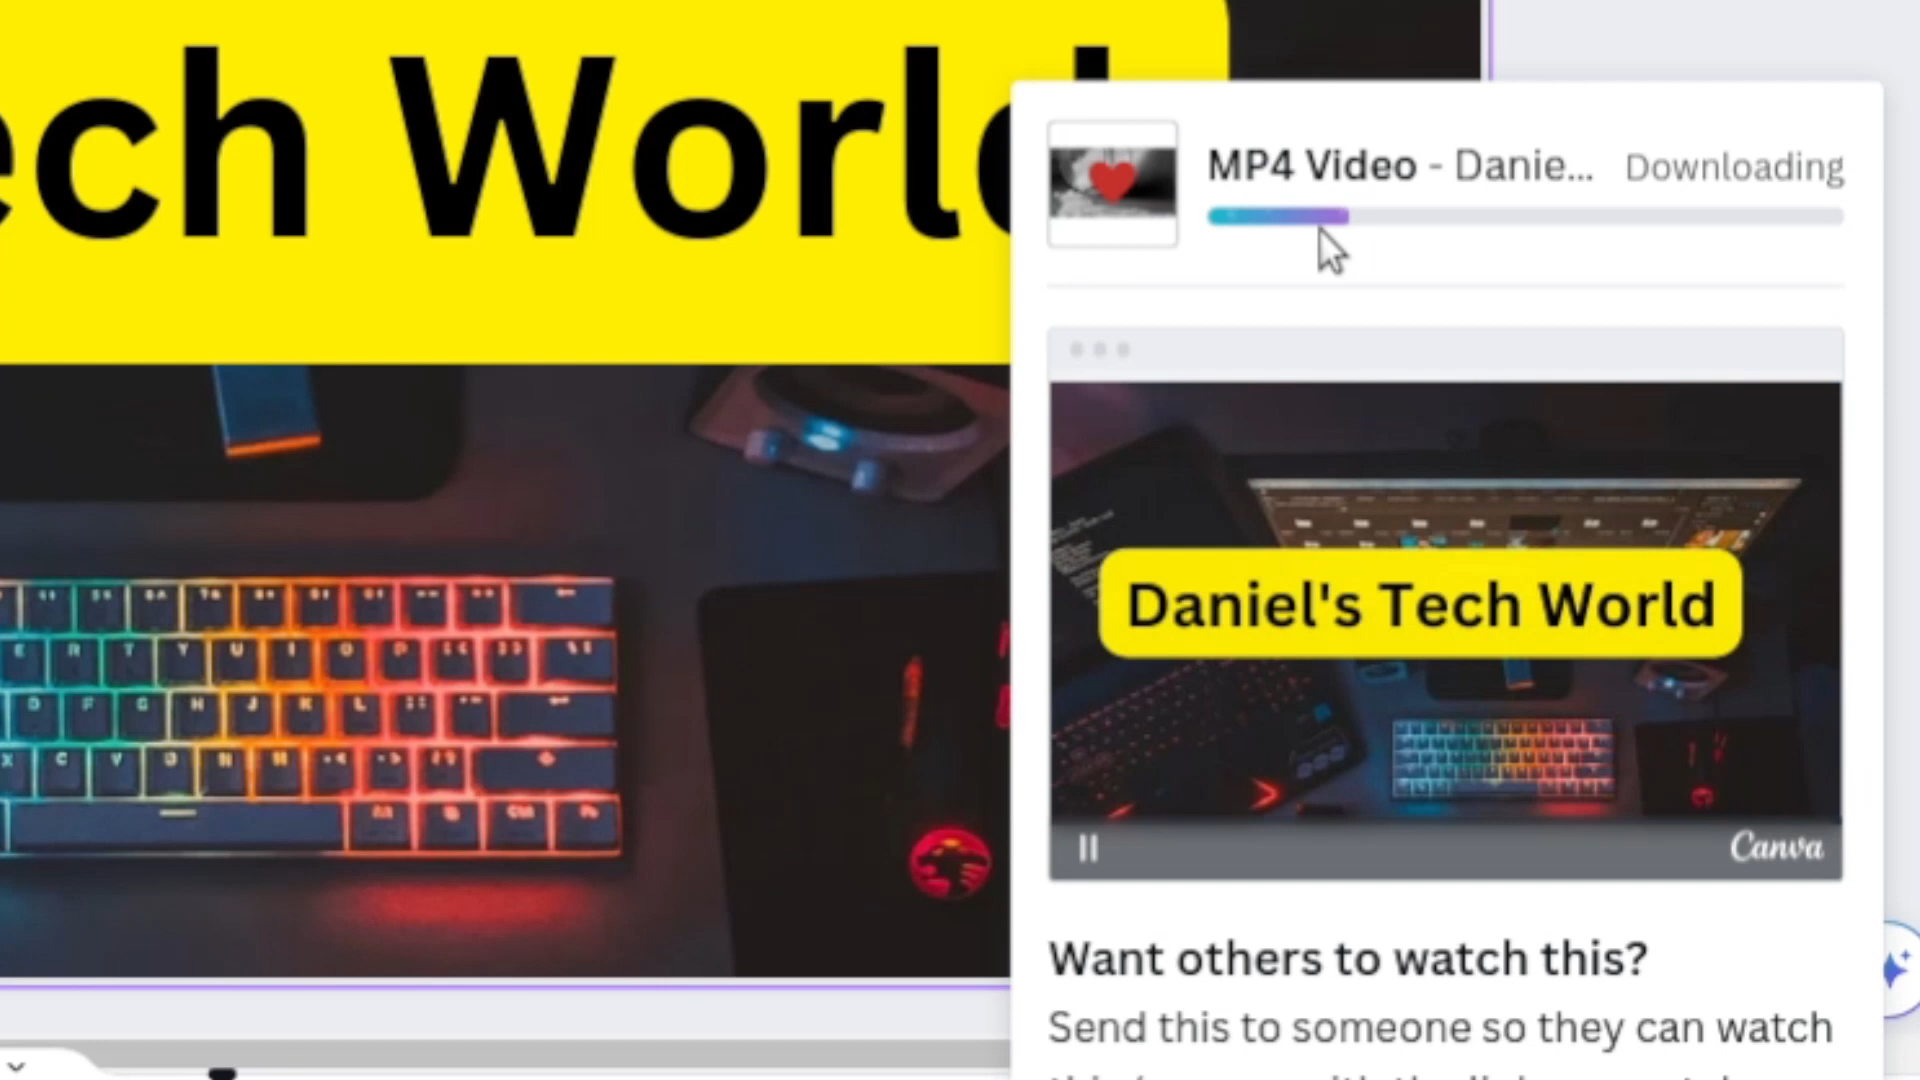 ech World
MP4 Video - Danie... Downloading
Daniel's Tech World
E R T Y U I O P
D F G H J K L
X C V B N M
Canva
Want others to watch this?
Send this to someone so they can watch